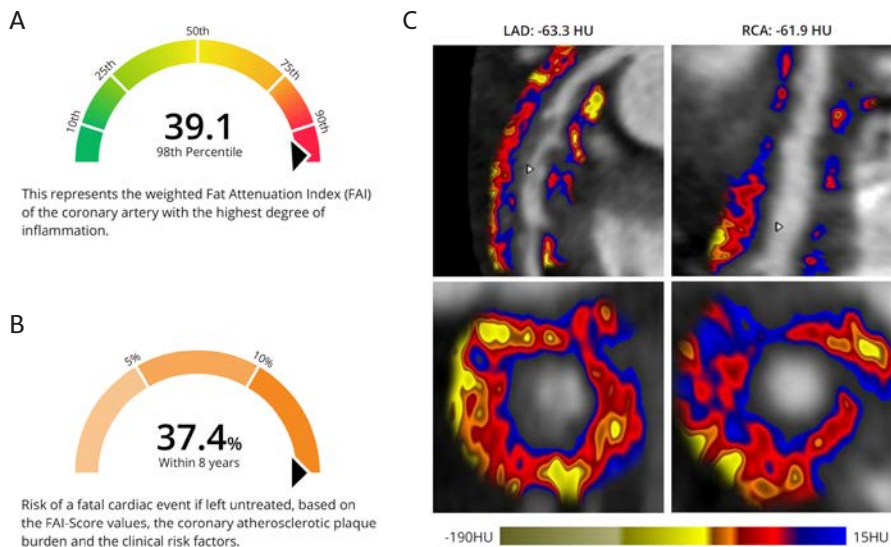 A
10th
25th
50th
75th
90th
39.1
98th Percentile
This represents the weighted Fat Attenuation Index (FAI)
of the coronary artery with the highest degree of
inflammation.
B
5%
10%
37.4%
Within 8 years
Risk of a fatal cardiac event if left untreated, based on
the FAI-Score values, the coronary atherosclerotic plaque
burden and the clinical risk factors.
C
LAD: -63.3 HU
RCA: -61.9 HU
-190HU
15HU